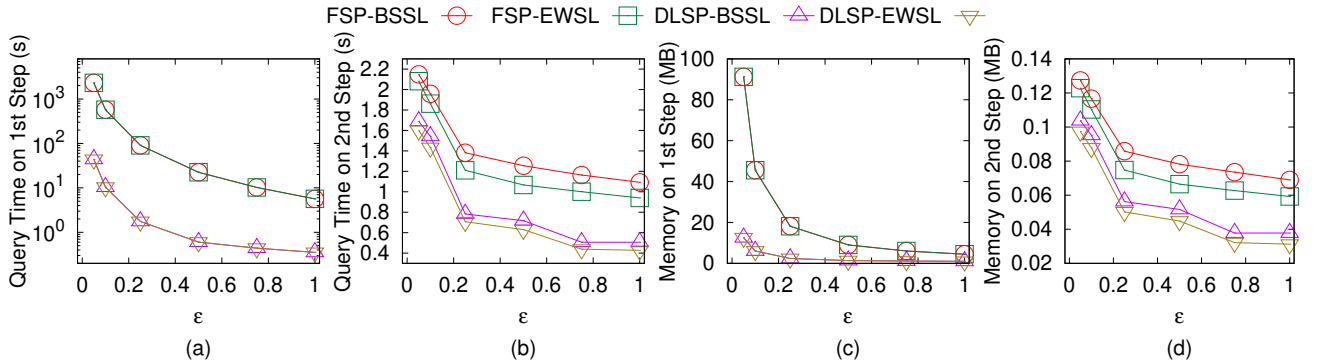 FSP-BSSL FSP-EWSL DLSP-BSSL DLSP-EWSL
Query Time on 1st Step (s)
10^3
10^2
10^1
10^0
0 0.2 0.4 0.6 0.8 1
ε
(a)
Query Time on 2nd Step (s)
2.2
2
1.8
1.6
1.4
1.2
1
0.8
0.6
0.4
0 0.2 0.4 0.6 0.8 1
ε
(b)
Memory on 1st Step (MB)
100
80
60
40
20
0
0 0.2 0.4 0.6 0.8 1
ε
(c)
Memory on 2nd Step (MB)
0.14
0.12
0.1
0.08
0.06
0.04
0.02
0 0.2 0.4 0.6 0.8 1
ε
(d)